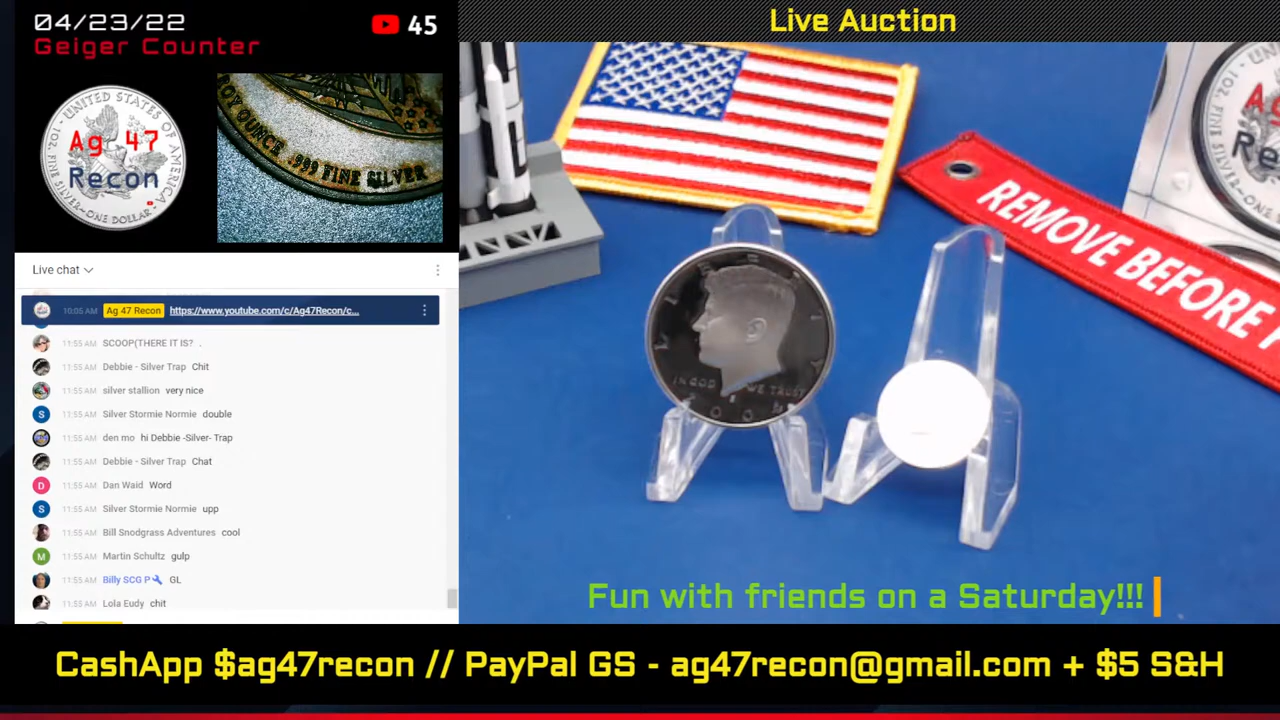 04/23/22
Geiger Counter
45
Live Auction
UNITED STATES OF AMERICA
1 OZ. FINE SILVER~ONE DOLLAR
Ag 47
Recon
OY OUNCE .999 FINE SILVER
Live chat
10:05 AM Ag 47 Recon https://www.youtube.com/c/Ag47Recon/c...
SCOOP(THERE IT IS? .
11:55 AM Debbie - Silver Trap Chit
11:55 AM silver stallion very nice
11:55 AM Silver Stormie Normie double
11:55 AM den mo hi Debbie -Silver- Trap
11:55 AM Debbie - Silver Trap Chat
11:55 AM Dan Waid Word
11:55 AM Silver Stormie Normie upp
11:55 AM Bill Snodgrass Adventures cool
11:55 AM Martin Schultz gulp
11:55 AM Billy SCG P GL
11:55 AM Lola Eudy chit
S
D
S
M
IN GOD WE TRUST
REMOVE BEFORE
Fun with friends on a Saturday!!!
CashApp $ag47recon // PayPal GS - ag47recon@gmail.com + $5 S&H